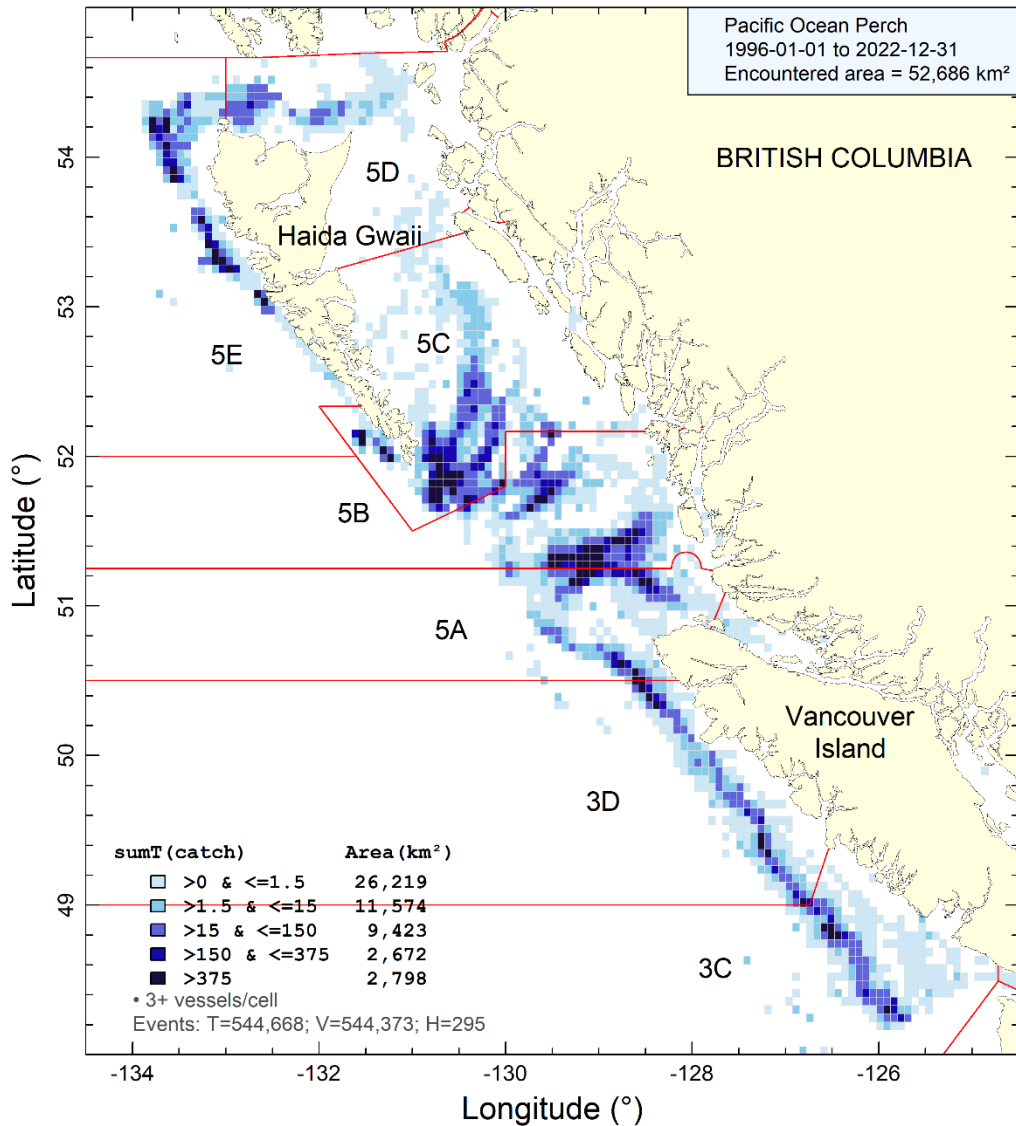 Pacific Ocean Perch
1996-01-01 to 2022-12-31
Encountered area = 52,686 km²
BRITISH COLUMBIA
54
5D
Haida Gwaii
53
5C
5E
52
5B
Latitude (°)
51
5A
Vancouver
Island
50
3D
sumT(catch) Area(km²)
>0 & <=1.5 26,219
>1.5 & <=15 11,574
49
>15 & <=150 9,423
>150 & <=375 2,672
>375 2,798
3C
• 3+ vessels/cell
Events: T=544,668; V=544,373; H=295
-134 -132 -130 -128 -126
Longitude (°)